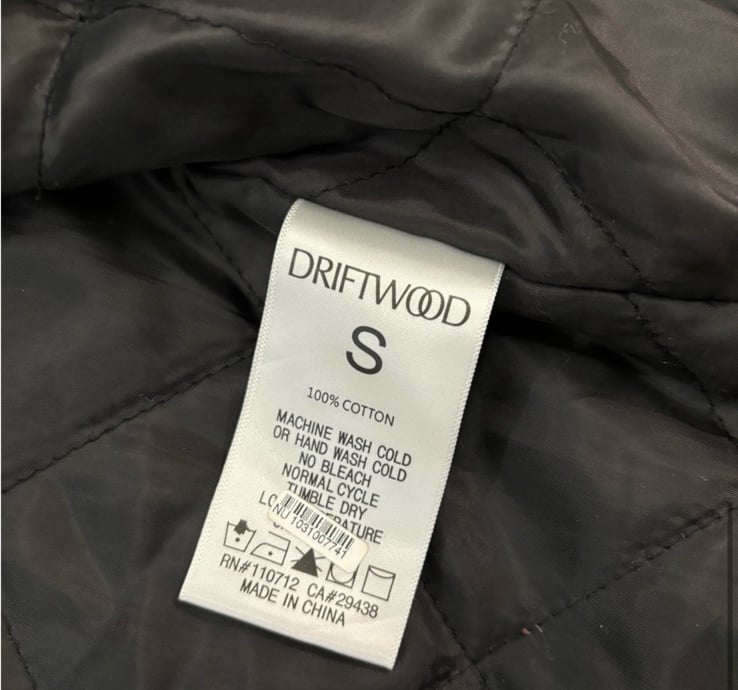 DRIFTWOOD
S
100% COTTON
MACHINE WASH COLD
OR HAND WASH COLD
NO BLEACH
NORMAL CYCLE
TUMBLE DRY
NU1031007741
RN#110712 CA#29438
MADE IN CHINA